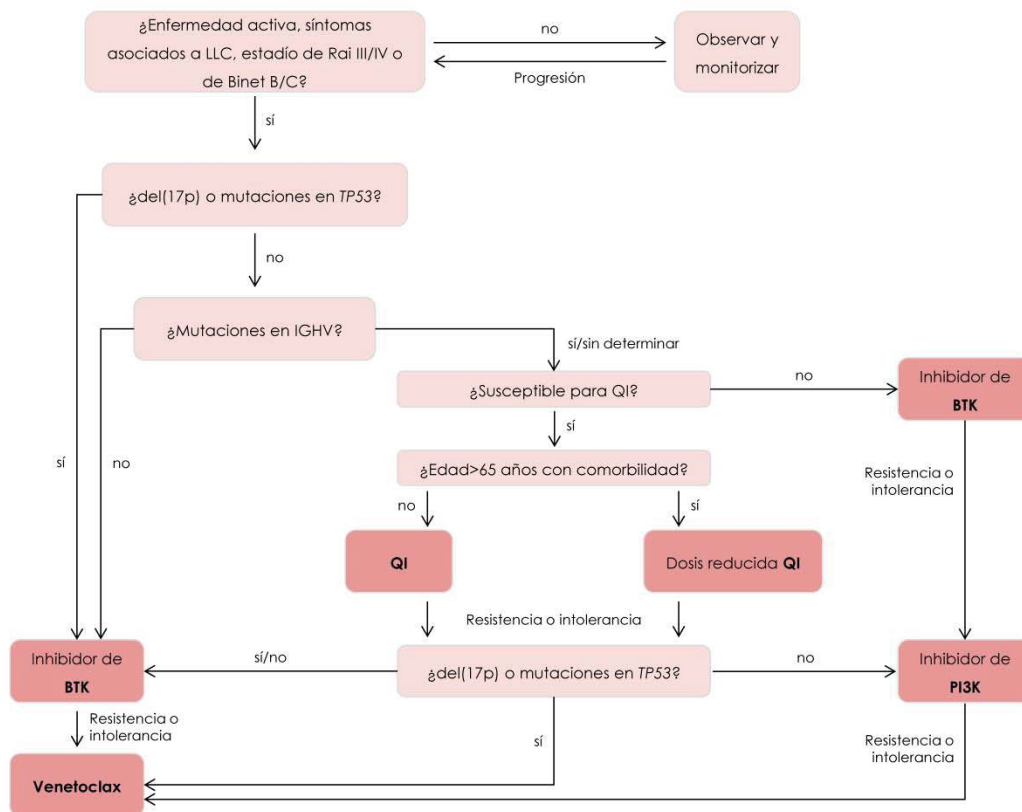 ¿Enfermedad activa, síntomas
asociados a LLC, estadío de Rai III/IV o
de Binet B/C?
no
Progresión
Observar y
monitorizar
sí
¿del(17p) o mutaciones en TP53?
no
¿Mutaciones en IGHV?
sí/sin determinar
¿Susceptible para QI?
no
Inhibidor de
BTK
sí
no
sí
¿Edad>65 años con comorbilidad?
Resistencia o
intolerancia
no
sí
QI
Dosis reducida QI
Resistencia o intolerancia
Inhibidor de
BTK
sí/no
¿del(17p) o mutaciones en TP53?
no
Inhibidor de
PI3K
Resistencia o
intolerancia
sí
Resistencia o
intolerancia
Venetoclax